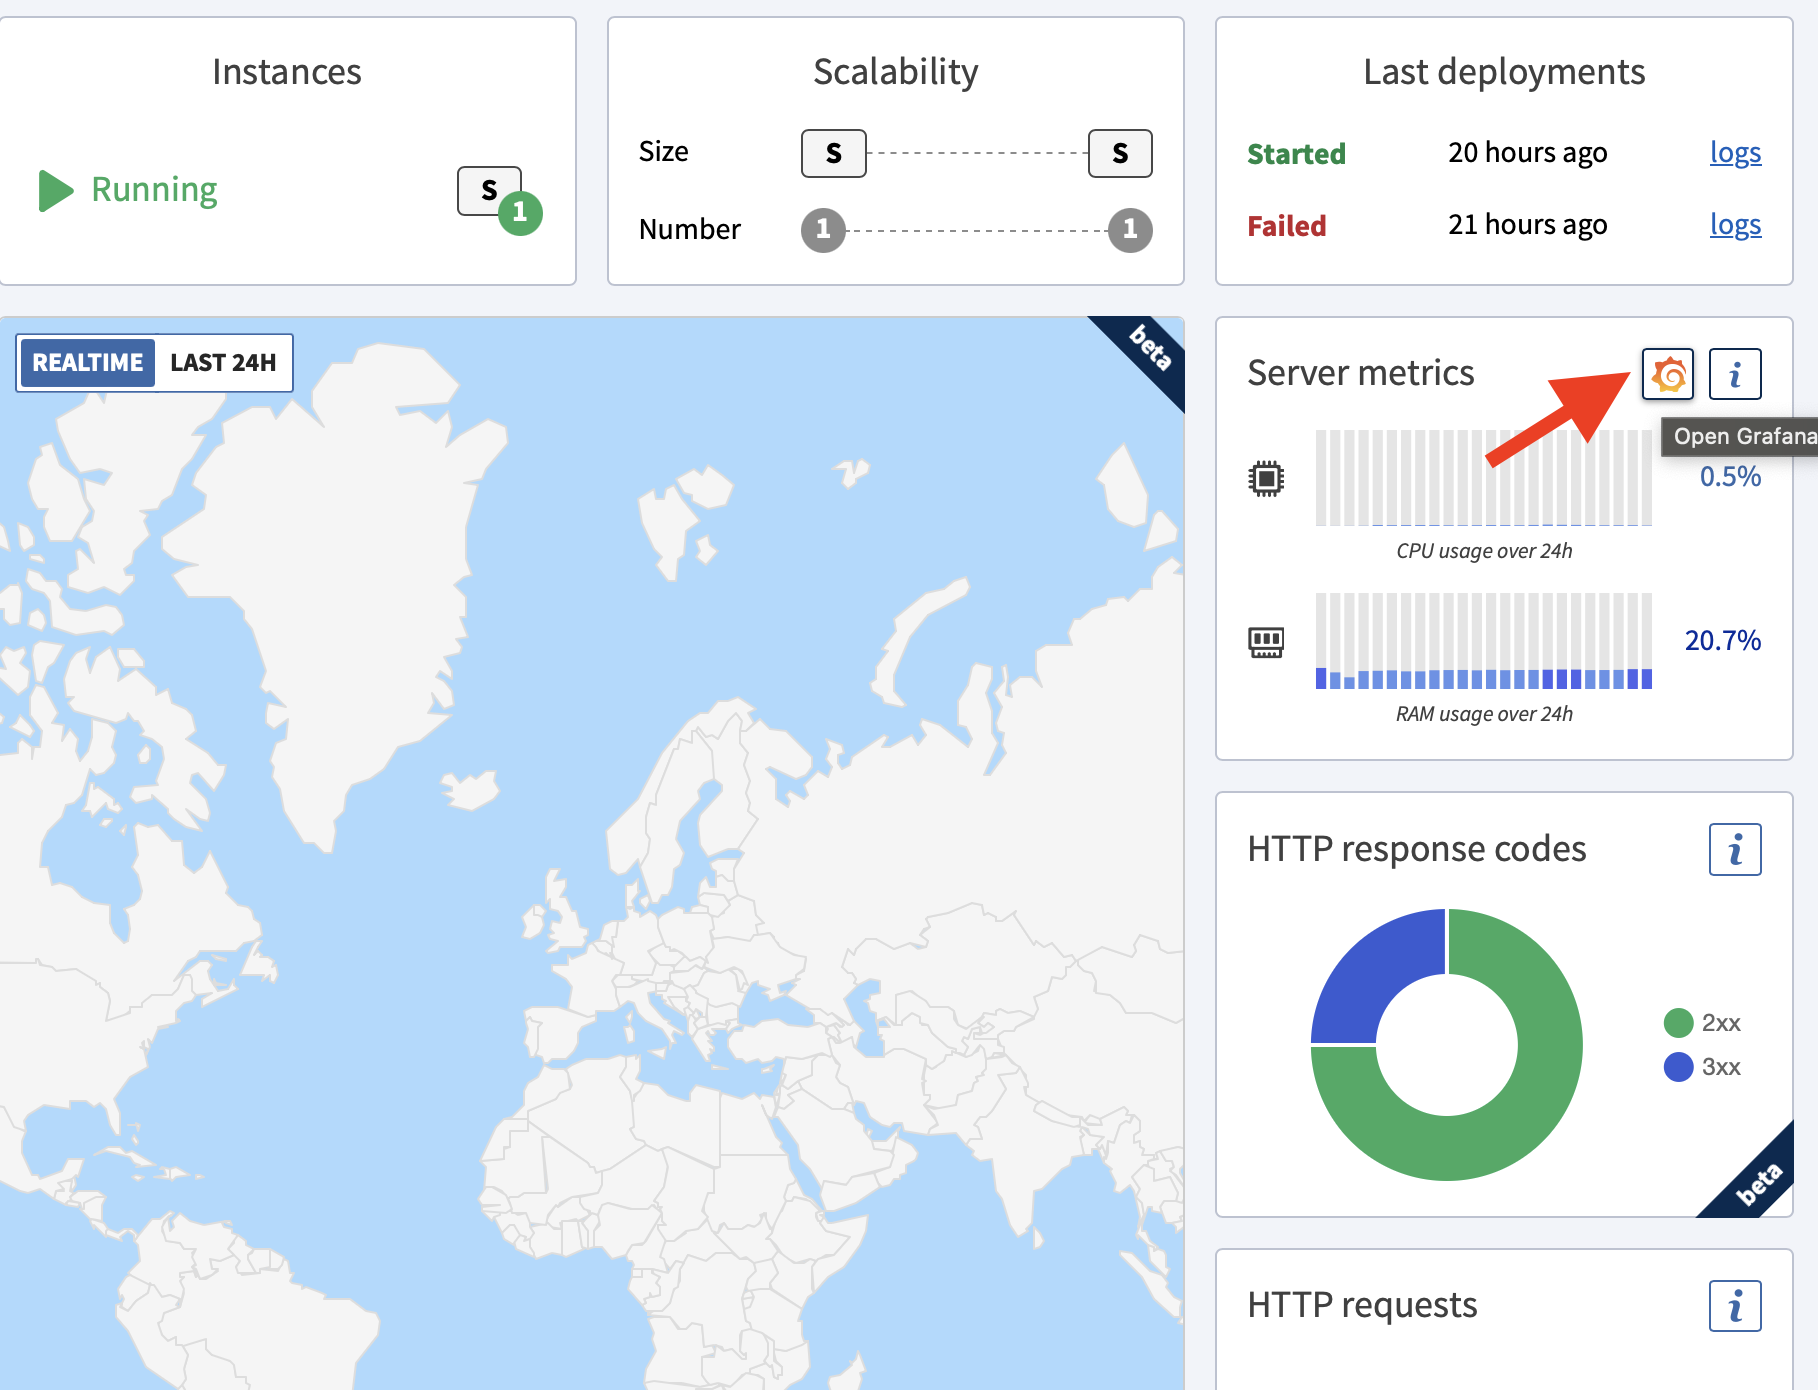 Instances
Running
S
1
Scalability
Size
S
S
Number
1
1
Last deployments
Started 20 hours ago logs
Failed 21 hours ago logs
REALTIME LAST 24H
beta
Server metrics
i
Open Grafana
0.5%
CPU usage over 24h
20.7%
RAM usage over 24h
HTTP response codes
i
2xx
3xx
beta
HTTP requests
i